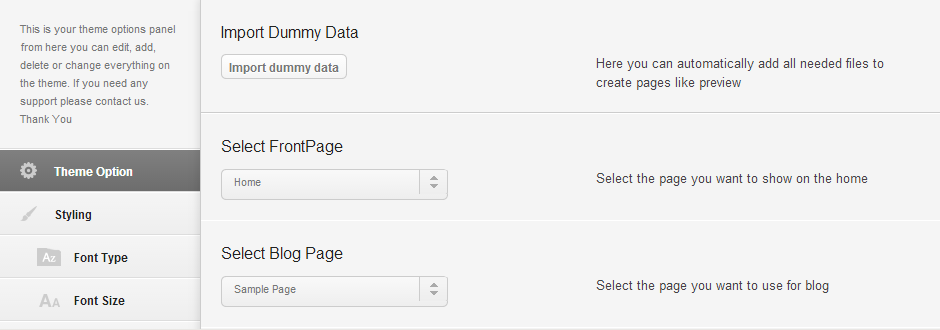 This is your theme options panel
from here you can edit, add,
delete or change everything on
the theme. If you need any
support please contact us.
Thank You
Theme Option
Styling
Az
Font Type
AA
Font Size
Import Dummy Data
Import dummy data
Here you can automatically add all needed files to
create pages like preview
Select FrontPage
Home
Select the page you want to show on the home
Select Blog Page
Sample Page
Select the page you want to use for blog